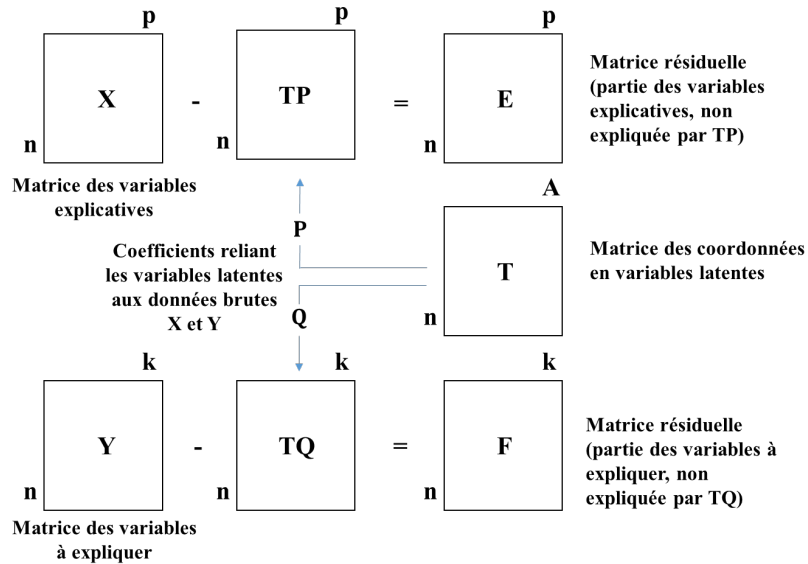 p
p
p
X
-
TP
=
E
n
n
n
Matrice résiduelle
(partie des variables
explicatives, non
expliquée par TP)
Matrice des variables
explicatives
A
P
Coefficients reliant
les variables latentes
aux données brutes
X et Y
Q
T
n
Matrice des coordonnées
en variables latentes
k
k
k
Y
-
TQ
=
F
n
n
n
Matrice résiduelle
(partie des variables à
expliquer, non
expliquée par TQ)
Matrice des variables
à expliquer